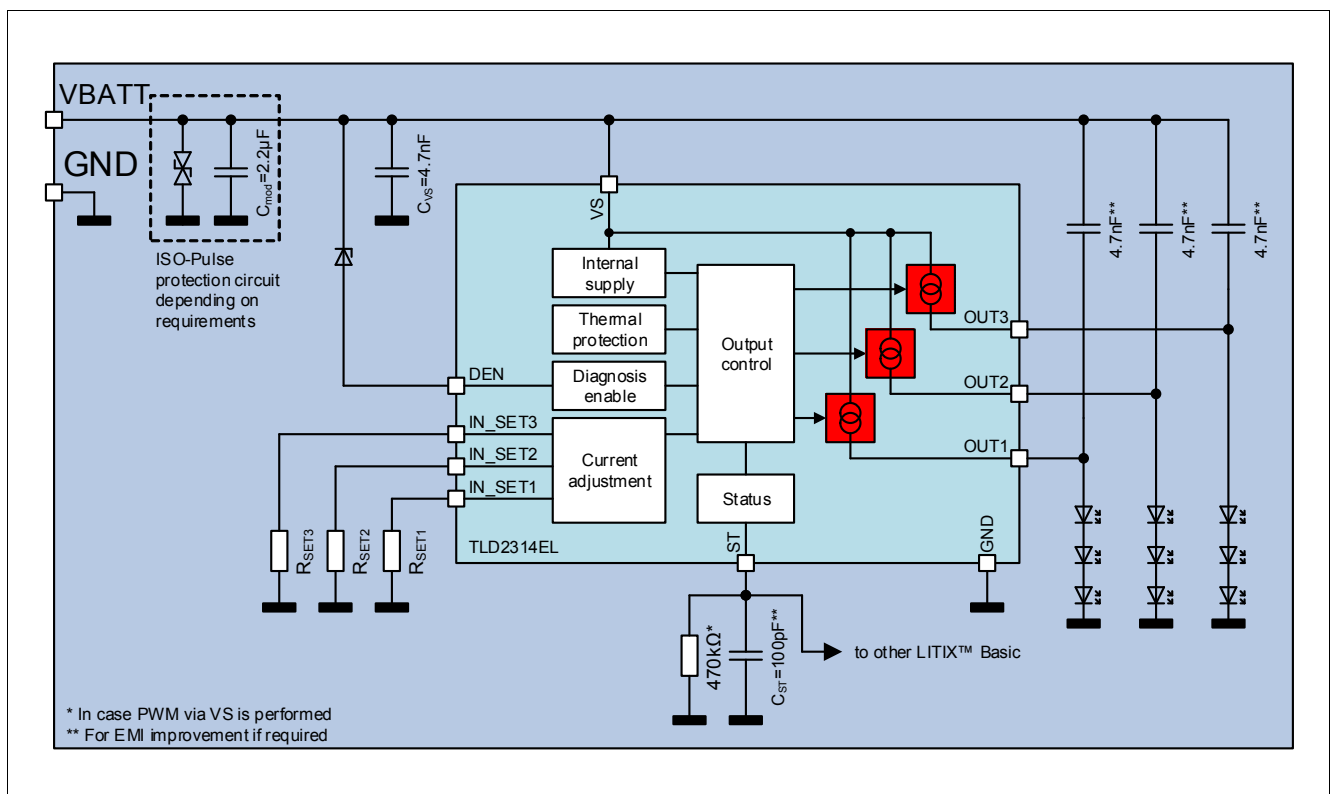 VBATT
GND
C_mod=2.2µF
C_VS=4.7nF
ISO-Pulse
protection circuit
depending on
requirements
VS
Internal
supply
Thermal
protection
Diagnosis
enable
Current
adjustment
Output
control
Status
DEN
IN_SET3
IN_SET2
IN_SET1
OUT3
OUT2
OUT1
ST
GND
TLD2314EL
4.7nF**
4.7nF**
4.7nF**
R_SET3
R_SET2
R_SET1
470kΩ*
C_ST=100pF**
to other LITIX™ Basic
* In case PWM via VS is performed
** For EMI improvement if required